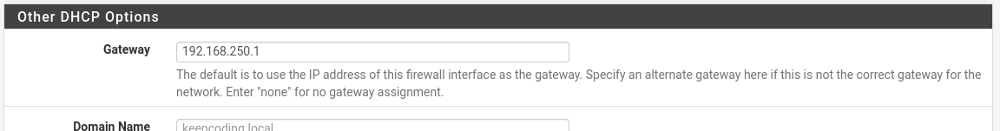 Other DHCP Options
Gateway
192.168.250.1
The default is to use the IP address of this firewall interface as the gateway. Specify an alternate gateway here if this is not the correct gateway for the
network. Enter "none" for no gateway assignment.
Domain Name
keepcoding.local